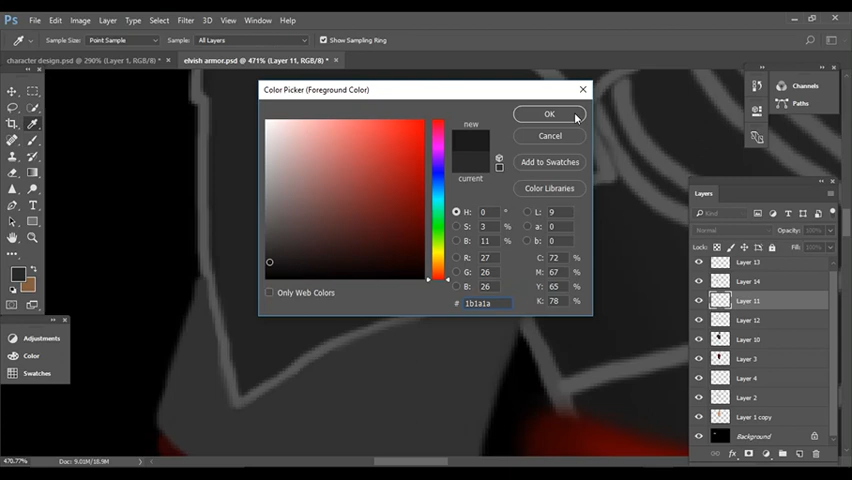 Ps File Edit Image Layer Type Select Filter 3D View Window Help
Sample Size: Point Sample Sample: All Layers Show Sampling Ring
character design.psd @ 290% (Layer 1, RGB/8) * × elvish armor.psd @ 471% (Layer 11, RGB/8) * ×
Color Picker (Foreground Color)
new
current
OK
Cancel
Add to Swatches
Color Libraries
H: 0 ° L: 9
S: 3 % a: 0
B: 11 % b: 0
R: 27 C: 72 %
G: 26 M: 67 %
B: 26 Y: 65 %
K: 78 %
# 1b1a1a
Only Web Colors
Channels
Paths
Layers
Kind
Normal Opacity:
Lock: Fill:
Layer 13
Layer 14
Layer 11
Layer 12
Layer 10
Layer 3
Layer 4
Layer 2
Layer 1 copy
Background
fx
Adjustments
Color
Swatches
470.77% Doc: 9.01M/18.9M